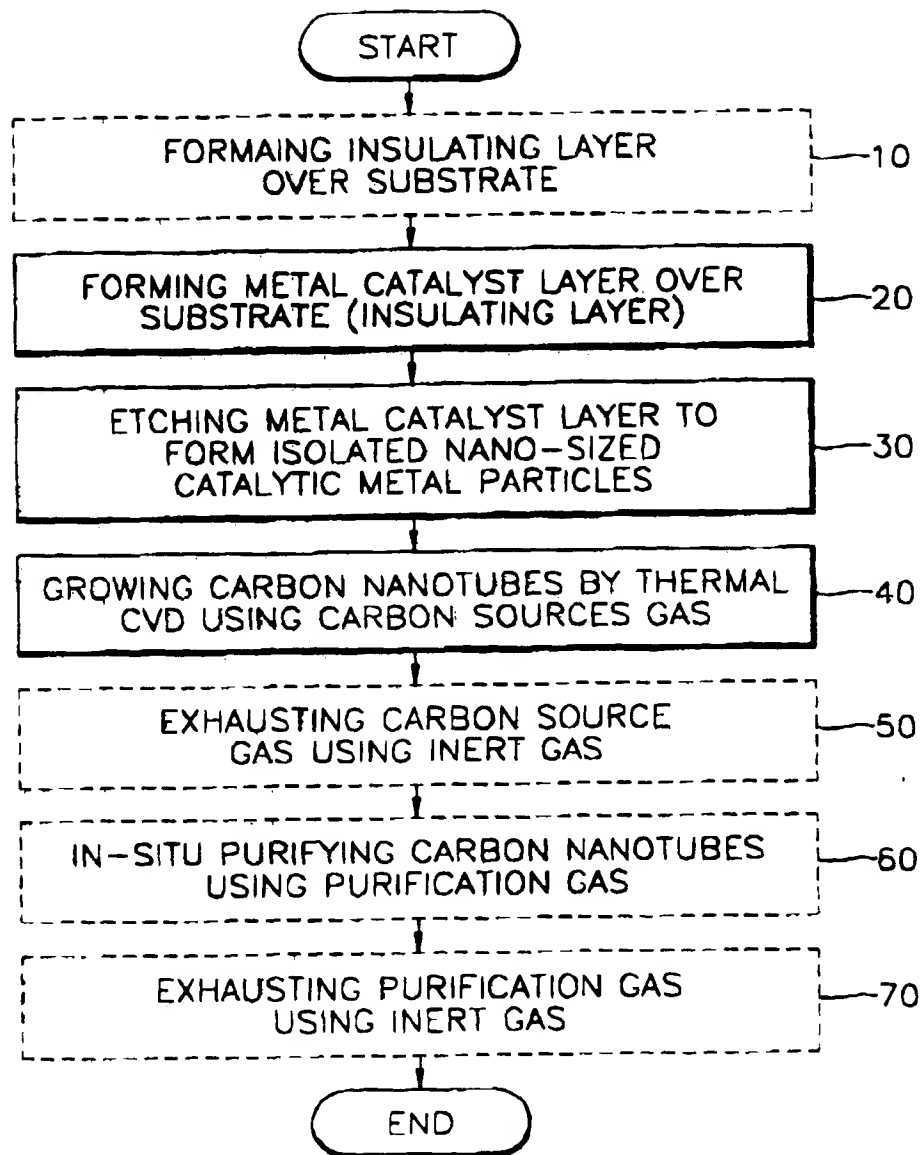 START
FORMAING INSULATING LAYER
OVER SUBSTRATE
10
FORMING METAL CATALYST LAYER OVER
SUBSTRATE (INSULATING LAYER)
20
ETCHING METAL CATALYST LAYER TO
FORM ISOLATED NANO-SIZED
CATALYTIC METAL PARTICLES
30
GROWING CARBON NANOTUBES BY THERMAL
CVD USING CARBON SOURCES GAS
40
EXHAUSTING CARBON SOURCE
GAS USING INERT GAS
50
IN-SITU PURIFYING CARBON NANOTUBES
USING PURIFICATION GAS
60
EXHAUSTING PURIFICATION GAS
USING INERT GAS
70
END